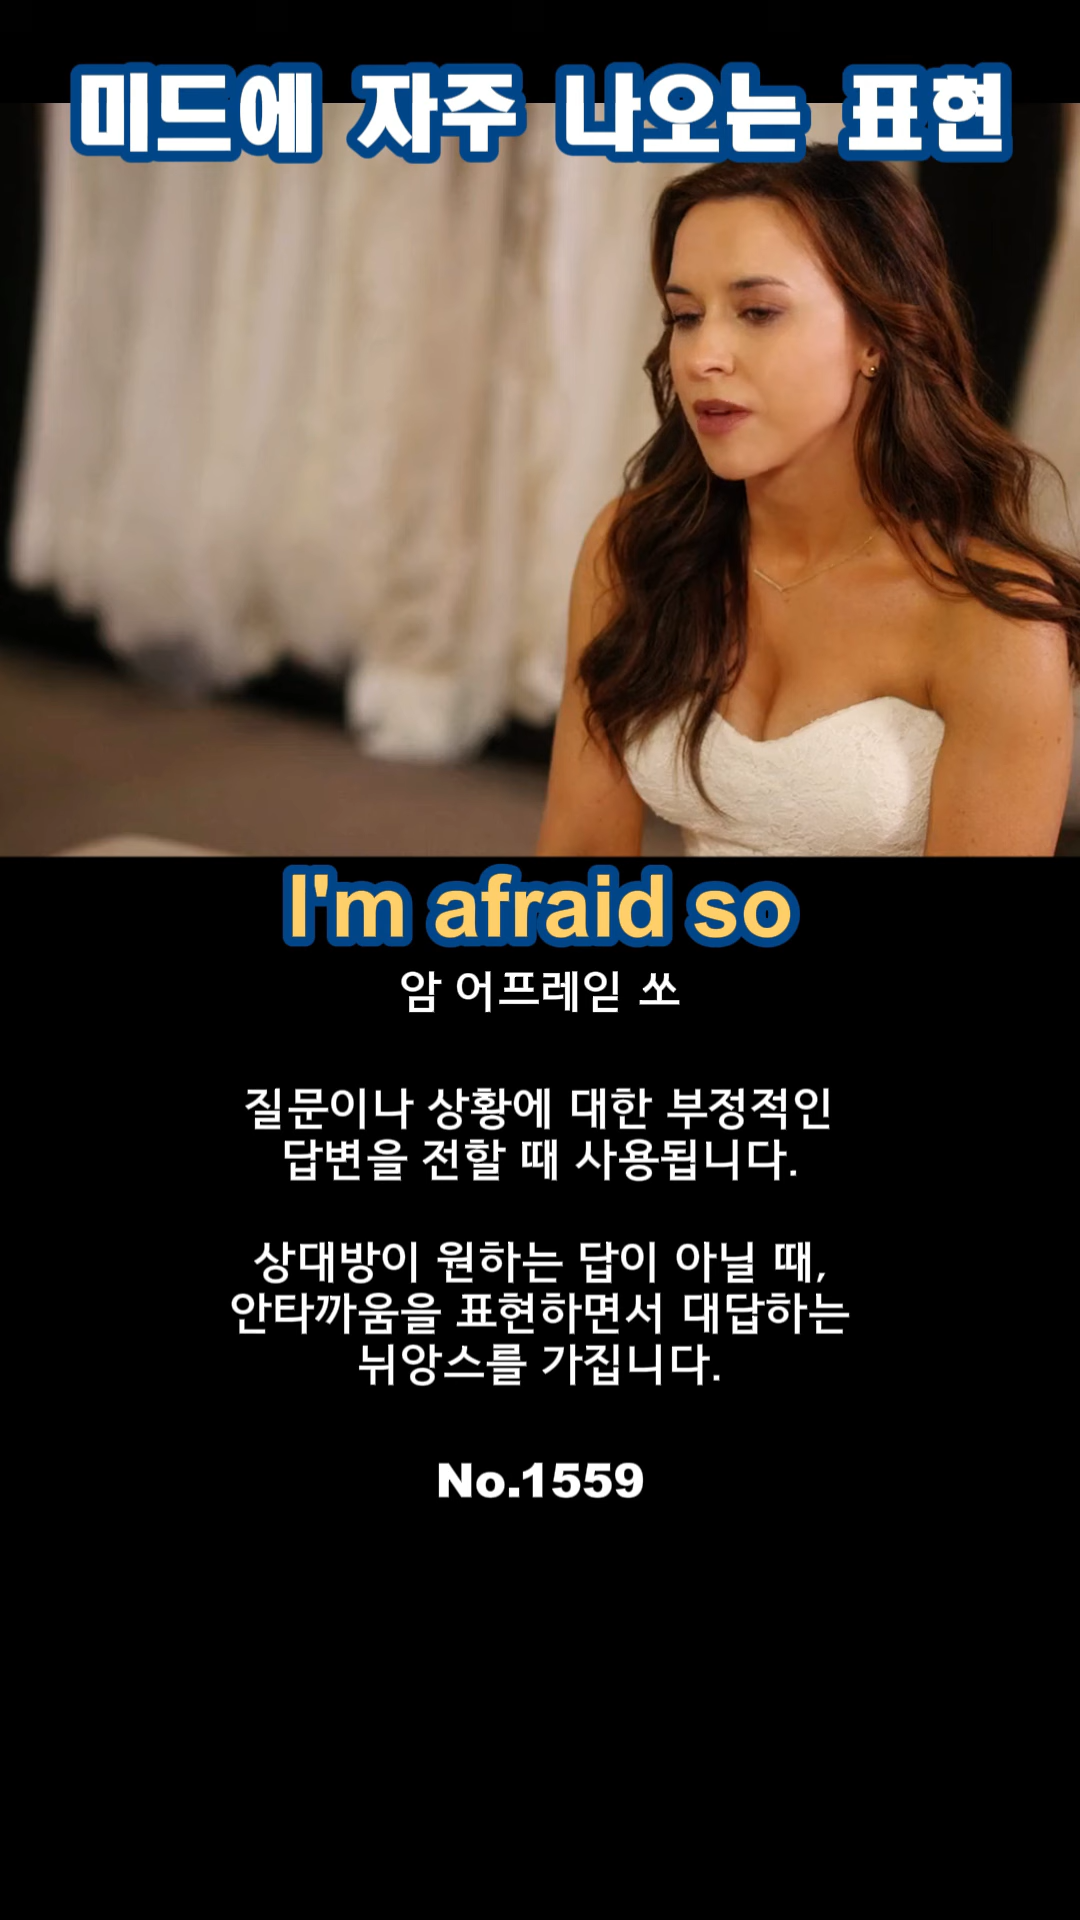 미드에 자주 나오는 표현
I'm afraid so
암 어프레읻 쏘
질문이나 상황에 대한 부정적인
답변을 전할 때 사용됩니다.
상대방이 원하는 답이 아닐 때,
안타까움을 표현하면서 대답하는
뉘앙스를 가집니다.
No.1559